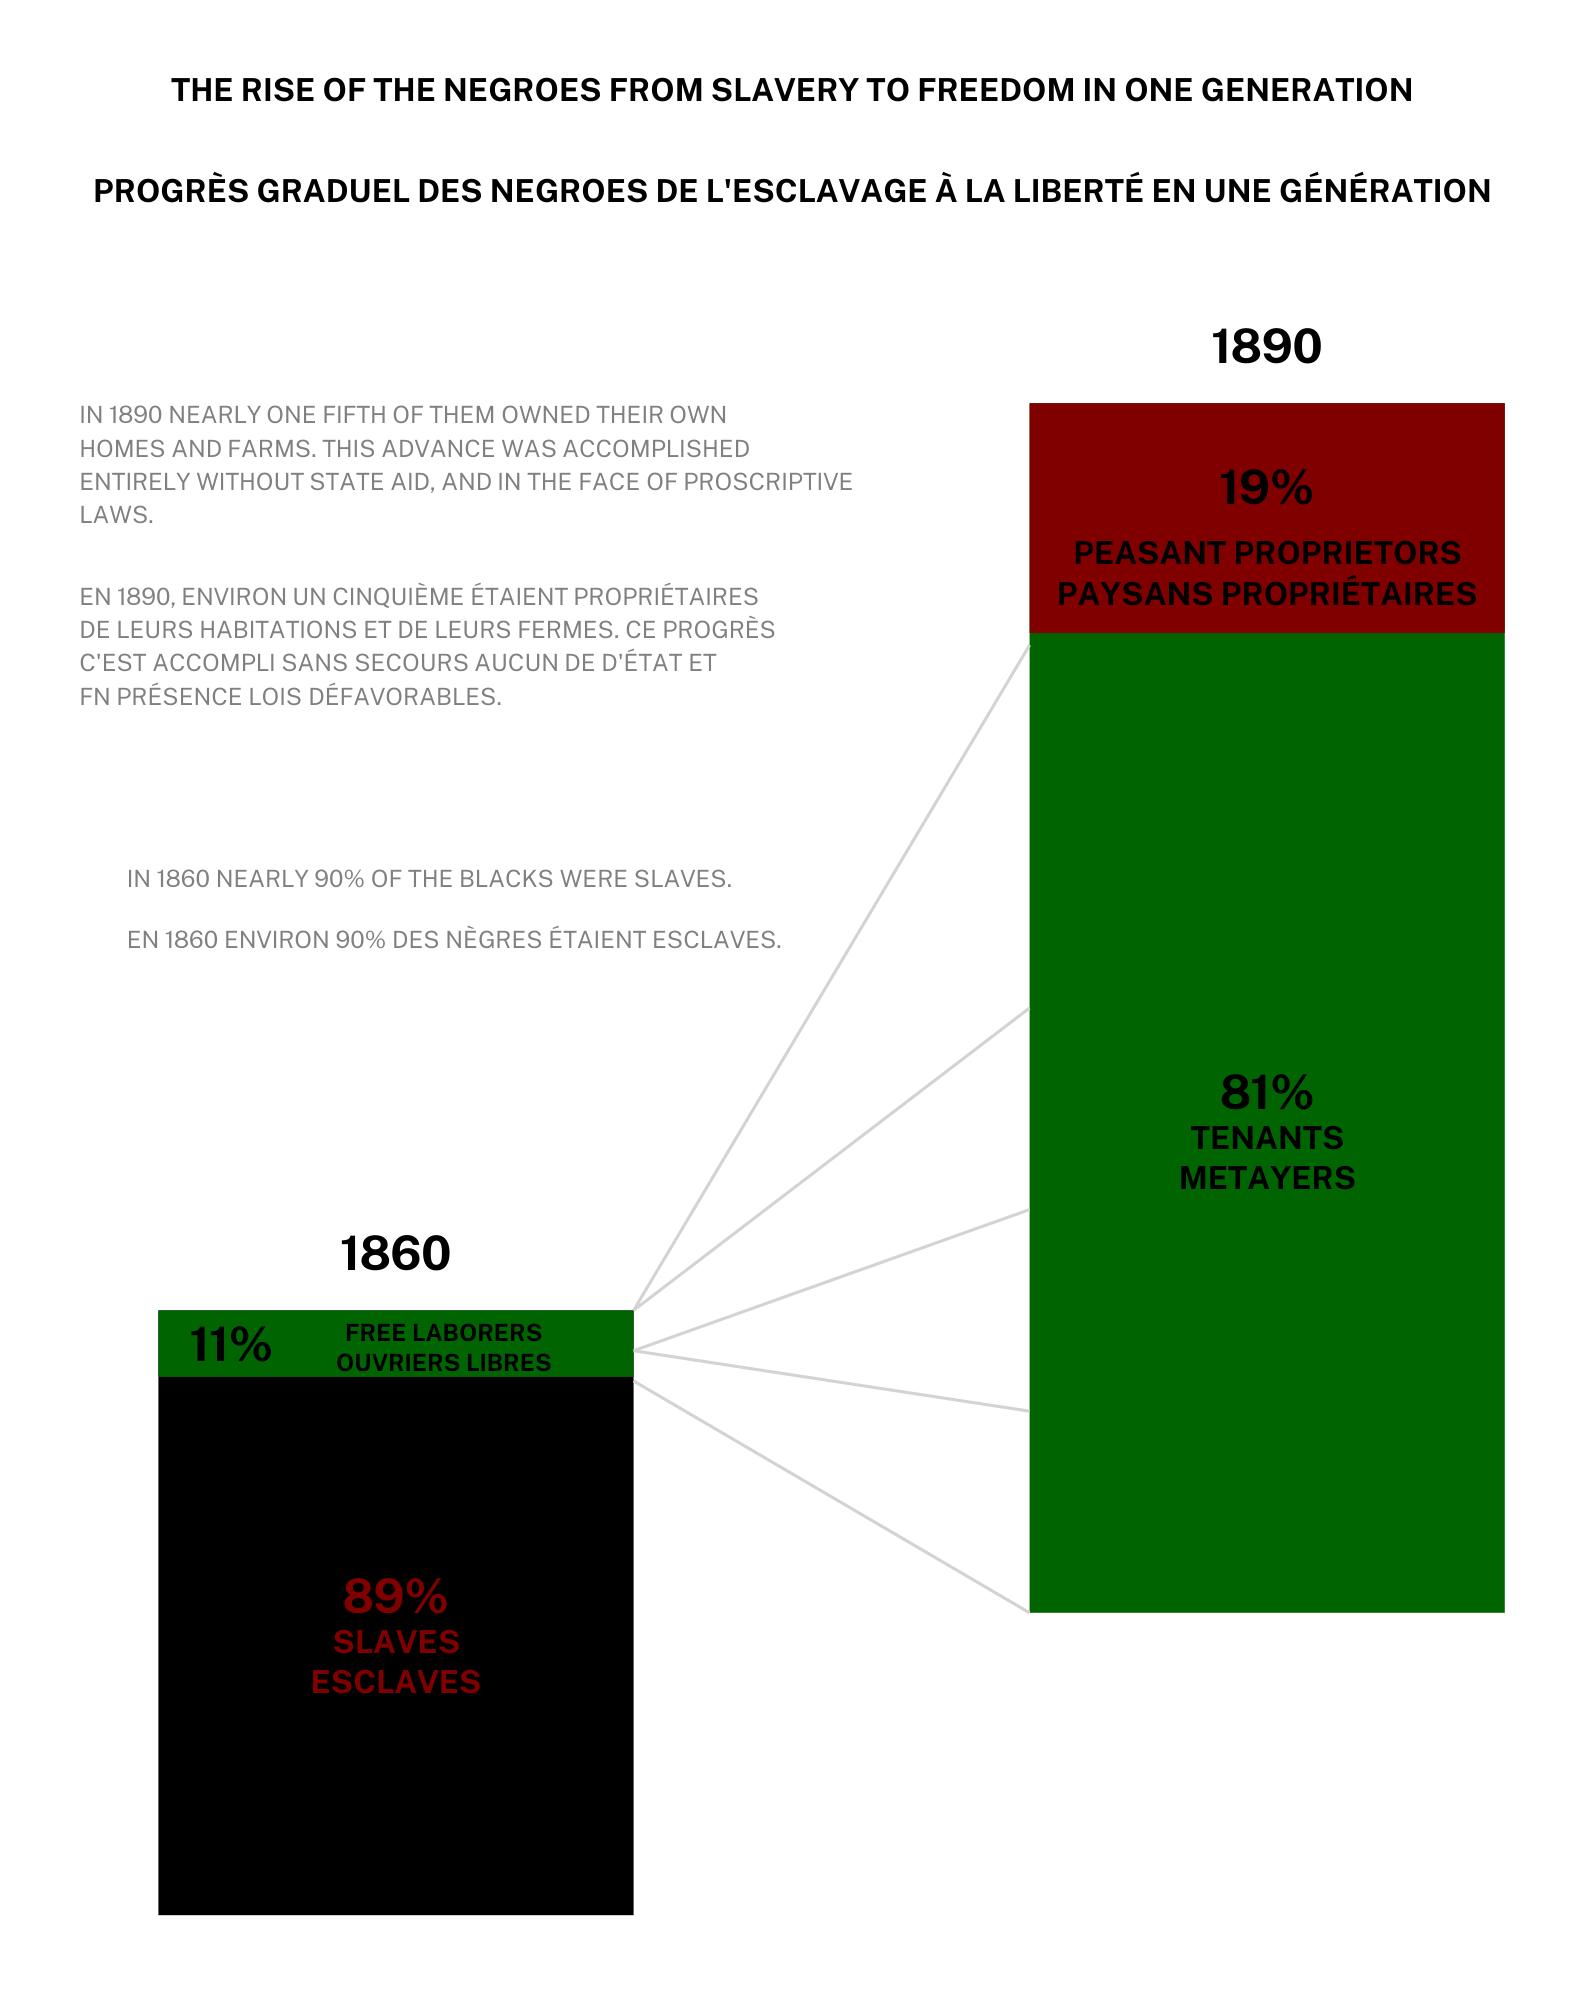 THE RISE OF THE NEGROES FROM SLAVERY TO FREEDOM IN ONE GENERATION
PROGRÈS GRADUEL DES NEGROES DE L'ESCLAVAGE À LA LIBERTÉ EN UNE GÉNÉRATION
1890
IN 1890 NEARLY ONE FIFTH OF THEM OWNED THEIR OWN
HOMES AND FARMS. THIS ADVANCE WAS ACCOMPLISHED
ENTIRELY WITHOUT STATE AID, AND IN THE FACE OF PROSCRIPTIVE
LAWS.
EN 1890, ENVIRON UN CINQUIÈME ÉTAIENT PROPRIÉTAIRES
DE LEURS HABITATIONS ET DE LEURS FERMES. CE PROGRÈS
C'EST ACCOMPLI SANS SECOURS AUCUN DE D'ÉTAT ET
FN PRÉSENCE LOIS DÉFAVORABLES.
19%
PEASANT PROPRIETORS
PAYSANS PROPRIÉTAIRES
IN 1860 NEARLY 90% OF THE BLACKS WERE SLAVES.
EN 1860 ENVIRON 90% DES NÈGRES ÉTAIENT ESCLAVES.
81%
TENANTS
METAYERS
1860
11%
FREE LABORERS
OUVRIERS LIBRES
89%
SLAVES
ESCLAVES